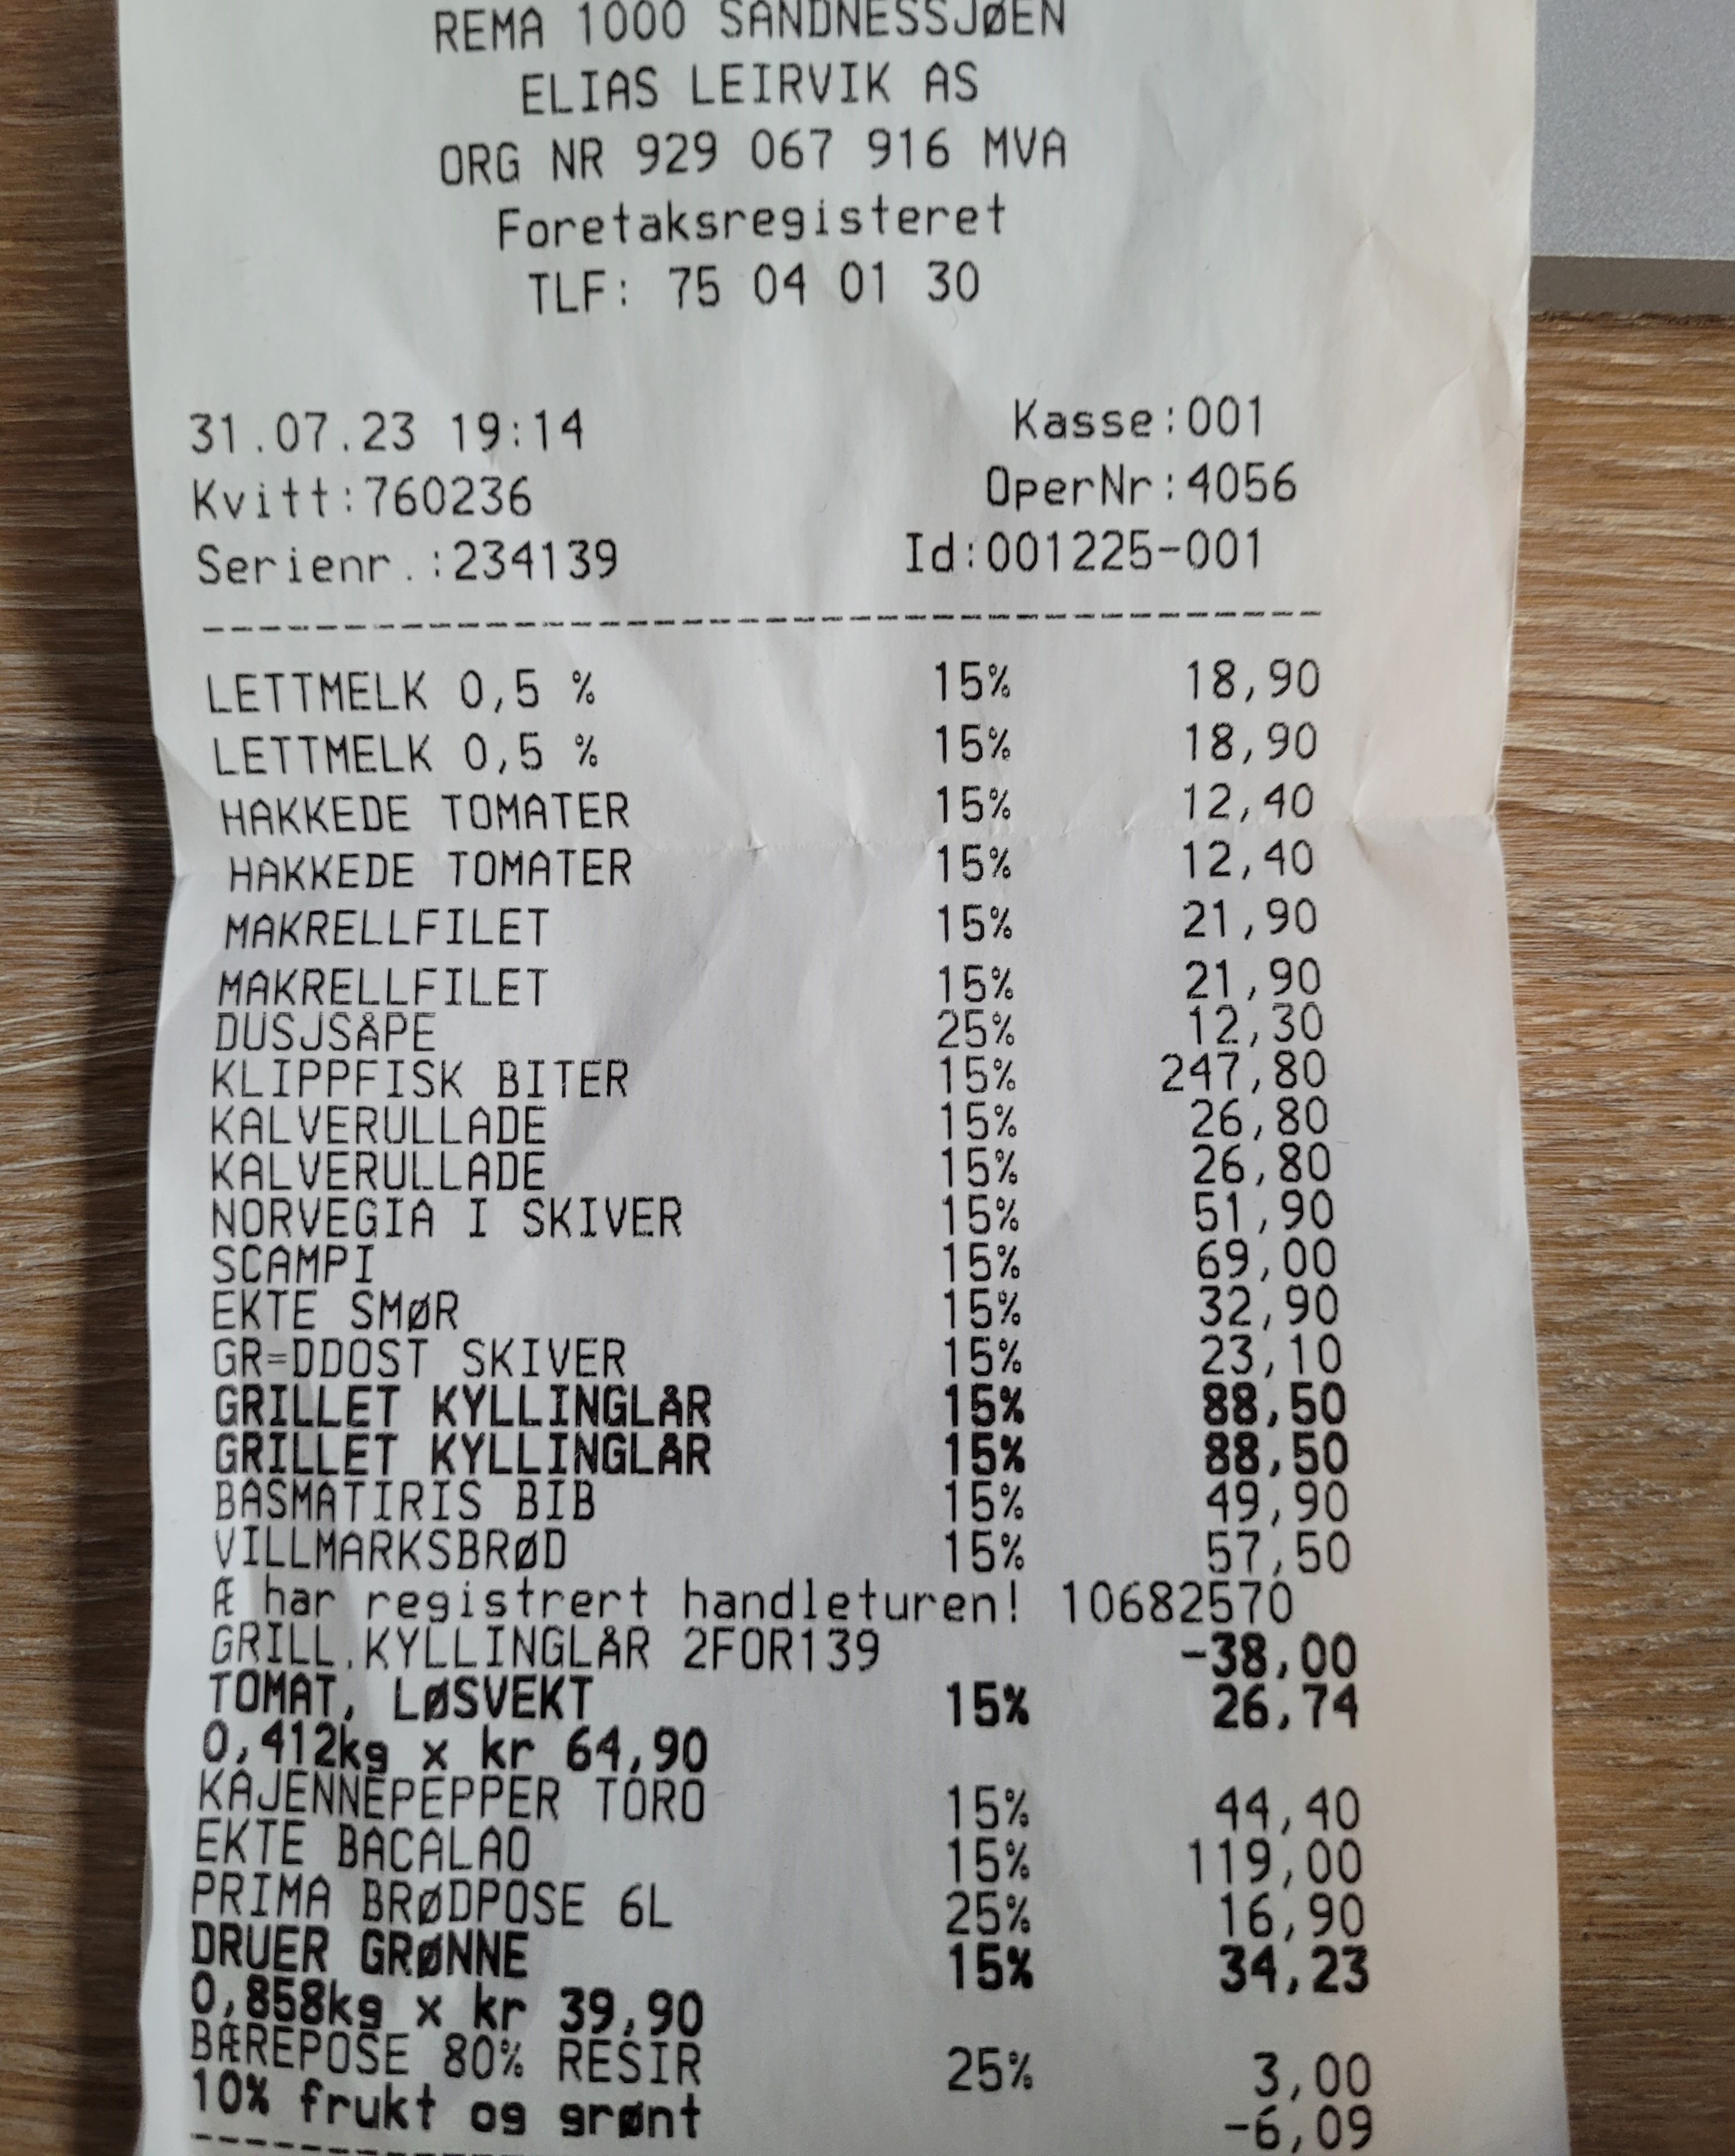 REMA 1000 SANDNESSJØEN
ELIAS LEIRVIK AS
ORG NR 929 067 916 MVA
Foretaksregisteret
TLF: 75 04 01 30
31.07.23 19:14 Kasse:001
Kvitt:760236 OperNr:4056
Serienr.:234139 Id:001225-001
LETTMELK 0,5 % 15% 18,90
LETTMELK 0,5 % 15% 18,90
HAKKEDE TOMATER 15% 12,40
HAKKEDE TOMATER 15% 12,40
MAKRELLFILET 15% 21,90
MAKRELLFILET 15% 21,90
DUSJSÅPE 25% 12,30
KLIPPFISK BITER 15% 247,80
KALVERULLADE 15% 26,80
KALVERULLADE 15% 26,80
NORVEGIA I SKIVER 15% 51,90
SCAMPI 15% 69,00
EKTE SMØR 15% 32,90
GR=DDOST SKIVER 15% 23,10
GRILLET KYLLINGLÅR 15% 88,50
GRILLET KYLLINGLÅR 15% 88,50
BASMATIRIS BIB 15% 49,90
VILLMARKSBRØD 15% 57,50
Æ har registrert handleturen! 10682570
GRILL.KYLLINGLÅR 2FOR139 -38,00
TOMAT, LØSVEKT 15% 26,74
0,412kg x kr 64,90
KAJENNEPEPPER TORO 15% 44,40
EKTE BACALAO 15% 119,00
PRIMA BRØDPOSE 6L 25% 16,90
DRUER GRØNNE 15% 34,23
0,858kg x kr 39,90
BÆREPOSE 80% RESIR 25% 3,00
10% frukt og grønt -6,09